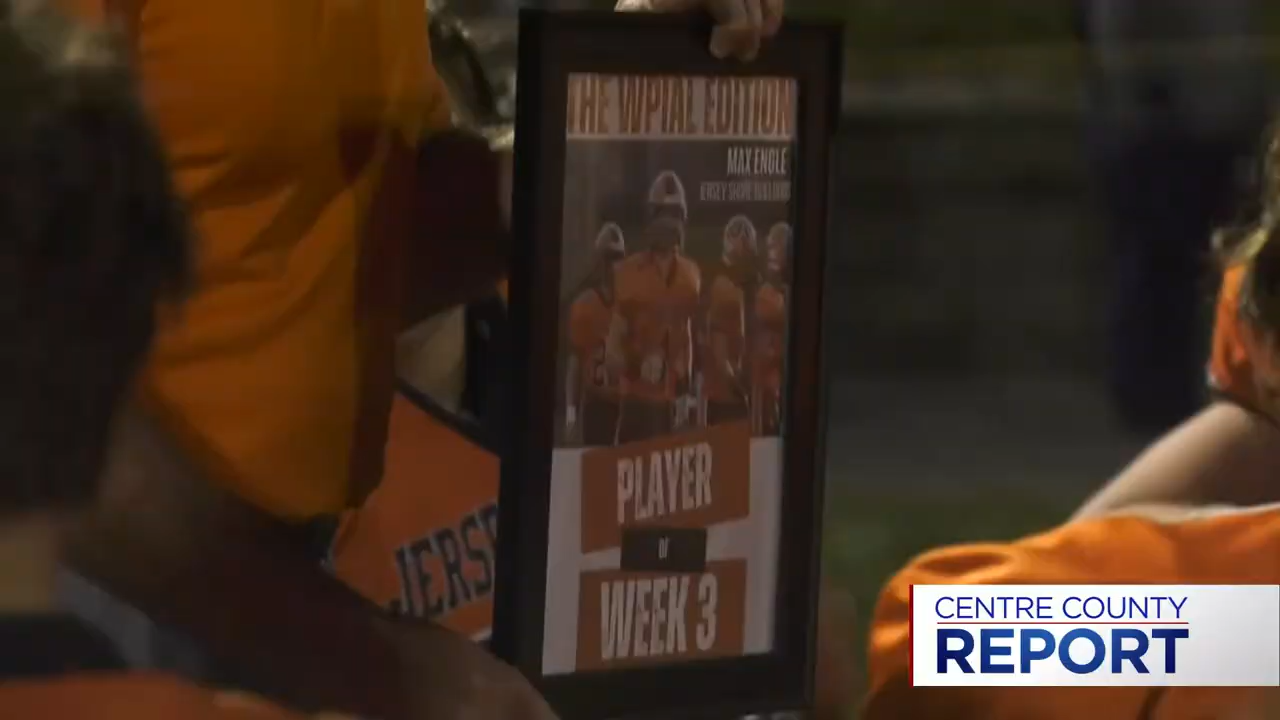 THE WPIAL EDITION
MAX ENGLE
JERSEY SHORE BULLDOGS
PLAYER
OF
WEEK 3
JERS
CENTRE COUNTY
REPORT